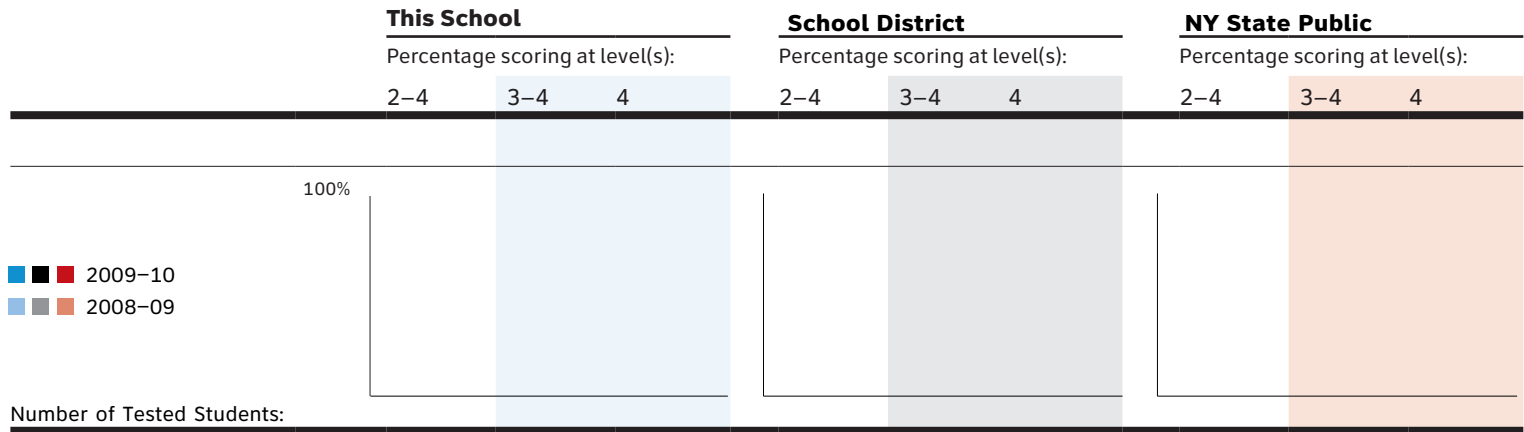 This School School District NY State Public
Percentage scoring at level(s): Percentage scoring at level(s): Percentage scoring at level(s):
2–4 3–4 4 2–4 3–4 4 2–4 3–4 4
100%
2009–10
2008–09
Number of Tested Students: